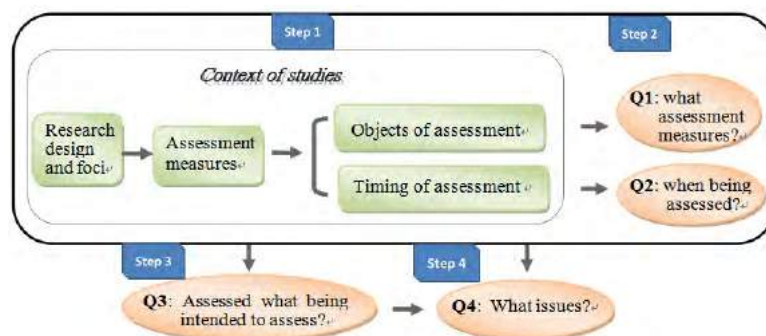 Step 1
Step 2
Context of studies
Research
design
and foci
Assessment
measures
Objects of assessment
Timing of assessment
Q1: what
assessment
measures?
Q2: when being
assessed?
Step 3
Step 4
Q3: Assessed what being
intended to assess?
Q4: What issues?